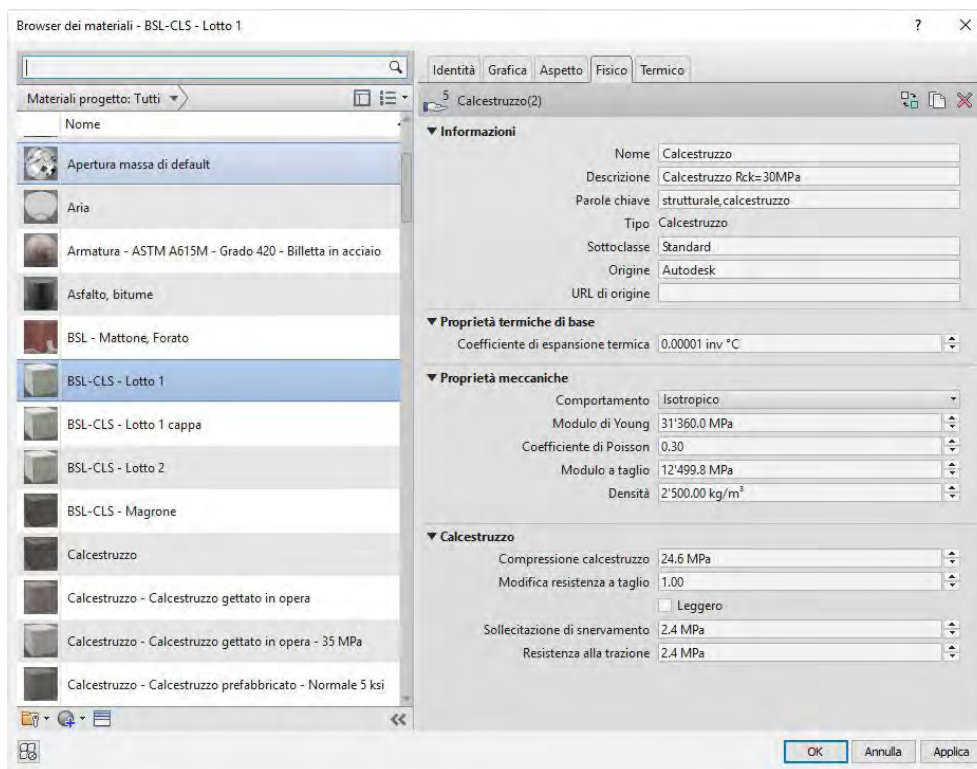 Browser dei materiali - BSL-CLS - Lotto 1
?
Materiali progetto: Tutti
Nome
Apertura massa di default
Aria
Armatura - ASTM A615M - Grado 420 - Billetta in acciaio
Asfalto, bitume
BSL - Mattone, Forato
BSL-CLS - Lotto 1
BSL-CLS - Lotto 1 cappa
BSL-CLS - Lotto 2
BSL-CLS - Magrone
Calcestruzzo
Calcestruzzo - Calcestruzzo gettato in opera
Calcestruzzo - Calcestruzzo gettato in opera - 35 MPa
Calcestruzzo - Calcestruzzo prefabbricato - Normale 5 ksi
Identità Grafica Aspetto Fisico Termico
5 Calcestruzzo(2)
Informazioni
Nome Calcestruzzo
Descrizione Calcestruzzo Rck=30MPa
Parole chiave strutturale,calcestruzzo
Tipo Calcestruzzo
Sottoclasse Standard
Origine Autodesk
URL di origine
Proprietà termiche di base
Coefficiente di espansione termica 0.00001 inv °C
Proprietà meccaniche
Comportamento Isotropico
Modulo di Young 31'360.0 MPa
Coefficiente di Poisson 0.30
Modulo a taglio 12'499.8 MPa
Densità 2'500.00 kg/m³
Calcestruzzo
Compressione calcestruzzo 24.6 MPa
Modifica resistenza a taglio 1.00
Leggero
Sollecitazione di snervamento 2.4 MPa
Resistenza alla trazione 2.4 MPa
OK Annulla Applica